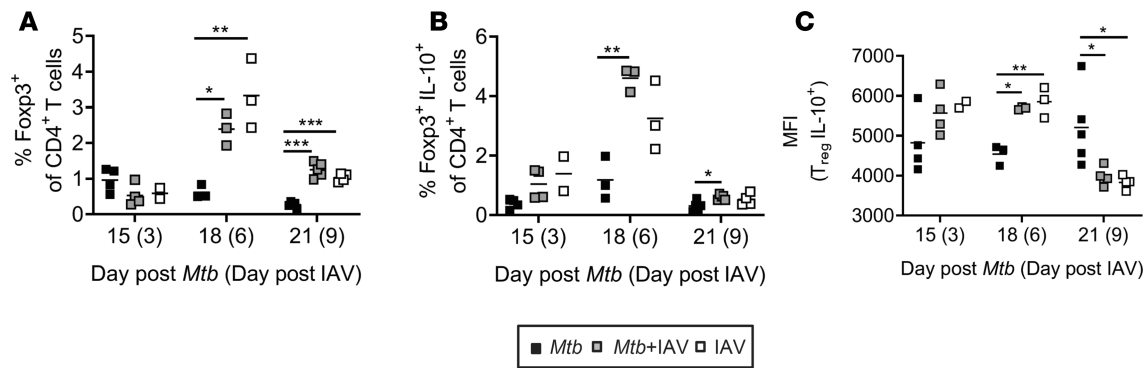 A
% Foxp3+
of CD4+ T cells
5
4
3
2
1
0
**
*
***
***
15 (3) 18 (6) 21 (9)
Day post Mtb (Day post IAV)
B
% Foxp3+ IL-10+
of CD4+ T cells
6
4
2
0
**
*
15 (3) 18 (6) 21 (9)
Day post Mtb (Day post IAV)
C
MFI
(Treg IL-10+)
7000
6000
5000
4000
3000
**
*
*
*
15 (3) 18 (6) 21 (9)
Day post Mtb (Day post IAV)
Mtb Mtb+IAV IAV